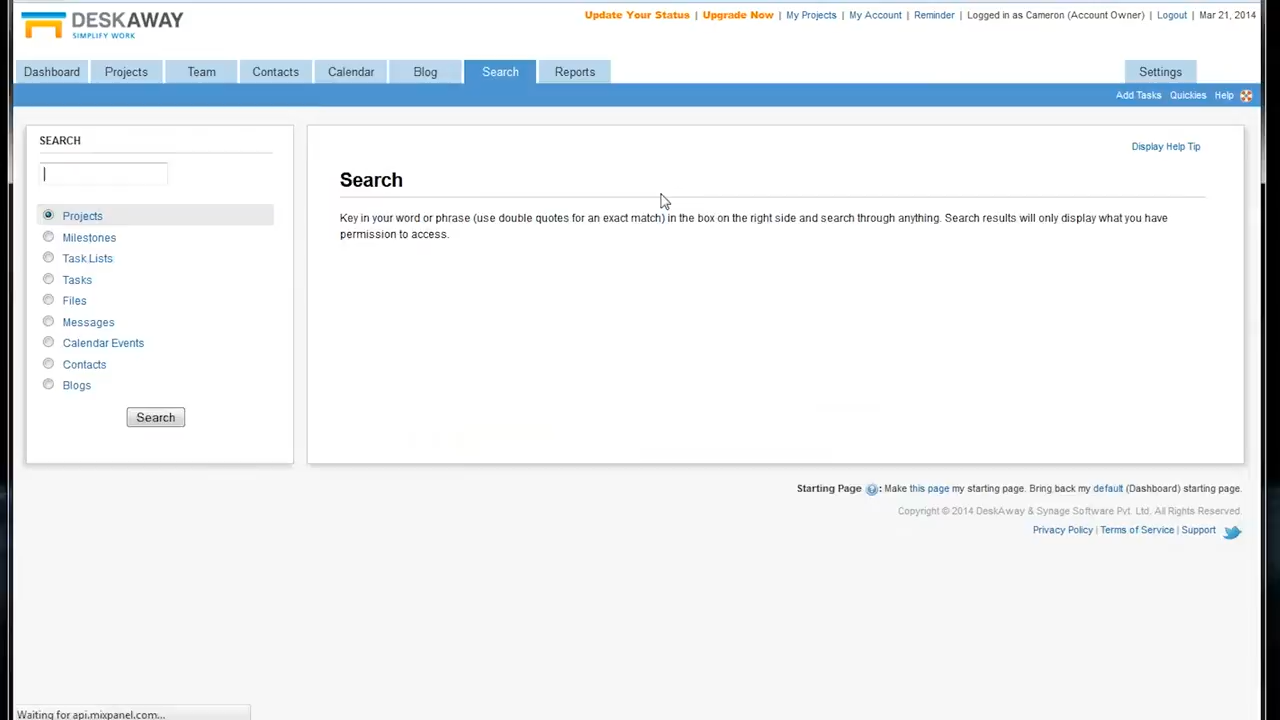 DESKAWAY
SIMPLIFY WORK
Update Your Status | Upgrade Now | My Projects | My Account | Reminder | Logged in as Cameron (Account Owner) | Logout | Mar 21, 2014
Dashboard Projects Team Contacts Calendar Blog Search Reports Settings
Add Tasks Quickies Help
SEARCH
Projects
Milestones
Task Lists
Tasks
Files
Messages
Calendar Events
Contacts
Blogs
Search
Display Help Tip
Search
Key in your word or phrase (use double quotes for an exact match) in the box on the right side and search through anything. Search results will only display what you have
permission to access.
Starting Page ? : Make this page my starting page. Bring back my default (Dashboard) starting page.
Copyright © 2014 DeskAway & Synage Software Pvt. Ltd. All Rights Reserved.
Privacy Policy | Terms of Service | Support
Waiting for api.mixpanel.com...